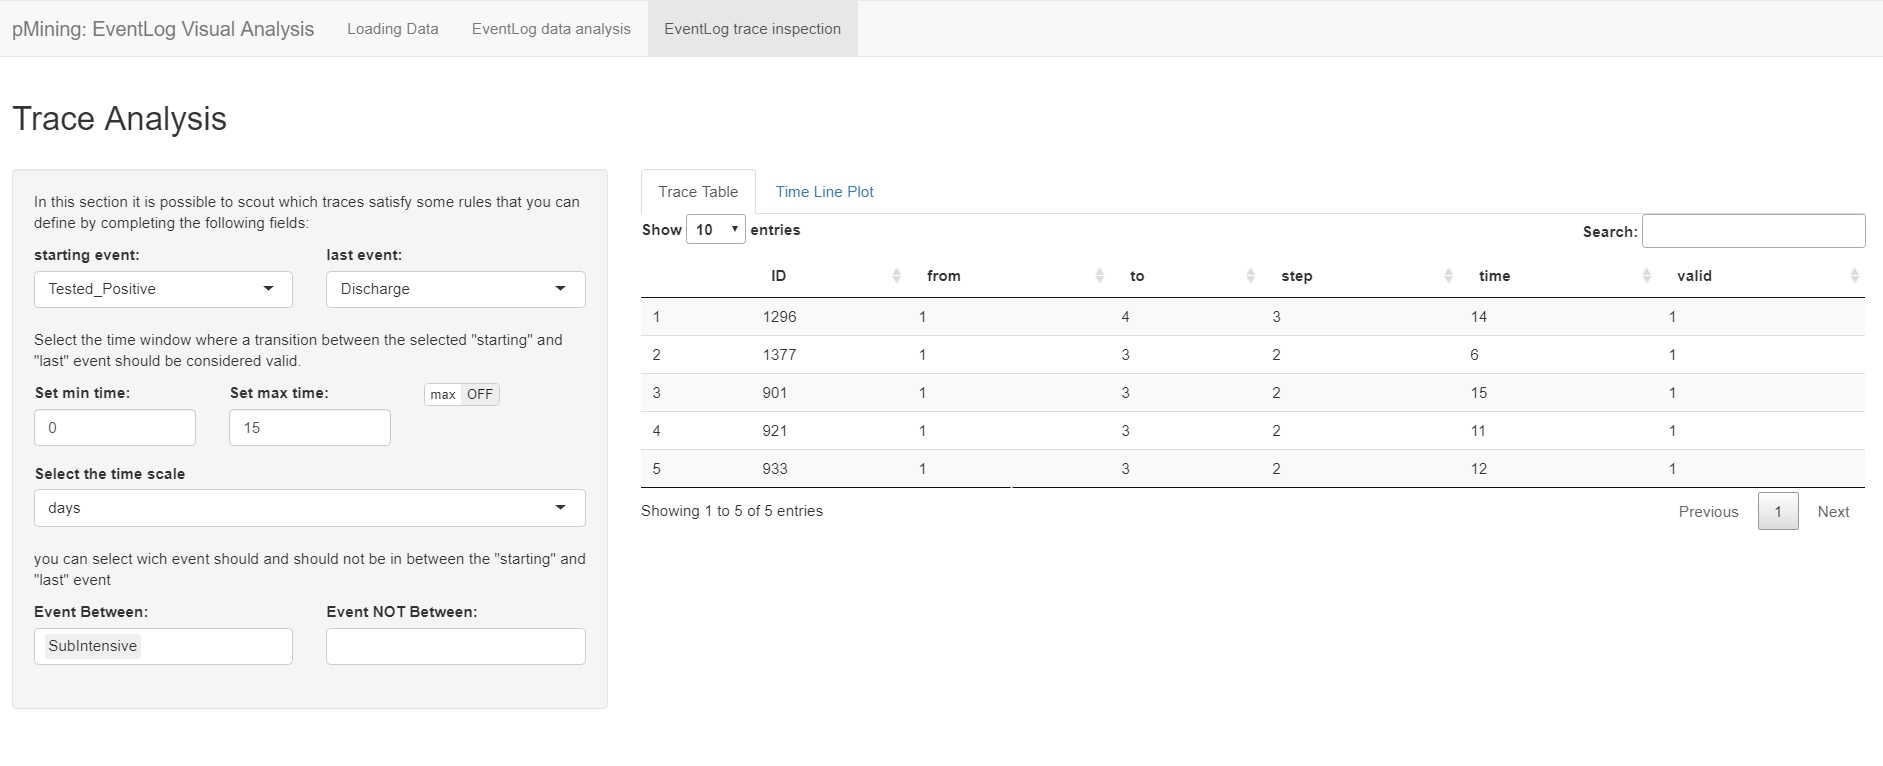 pMining: EventLog Visual Analysis Loading Data EventLog data analysis EventLog trace inspection
Trace Analysis
In this section it is possible to scout which traces satisfy some rules that you can
define by completing the following fields:
starting event: last event:
Tested_Positive Discharge
Select the time window where a transition between the selected "starting" and
"last" event should be considered valid.
Set min time: Set max time: max OFF
0 15
Select the time scale
days
you can select wich event should and should not be in between the "starting" and
"last" event
Event Between: Event NOT Between:
SubIntensive
Trace Table Time Line Plot
Show 10 entries Search:
ID from to step time valid
1 1296 1 4 3 14 1
2 1377 1 3 2 6 1
3 901 1 3 2 15 1
4 921 1 3 2 11 1
5 933 1 3 2 12 1
Showing 1 to 5 of 5 entries Previous 1 Next